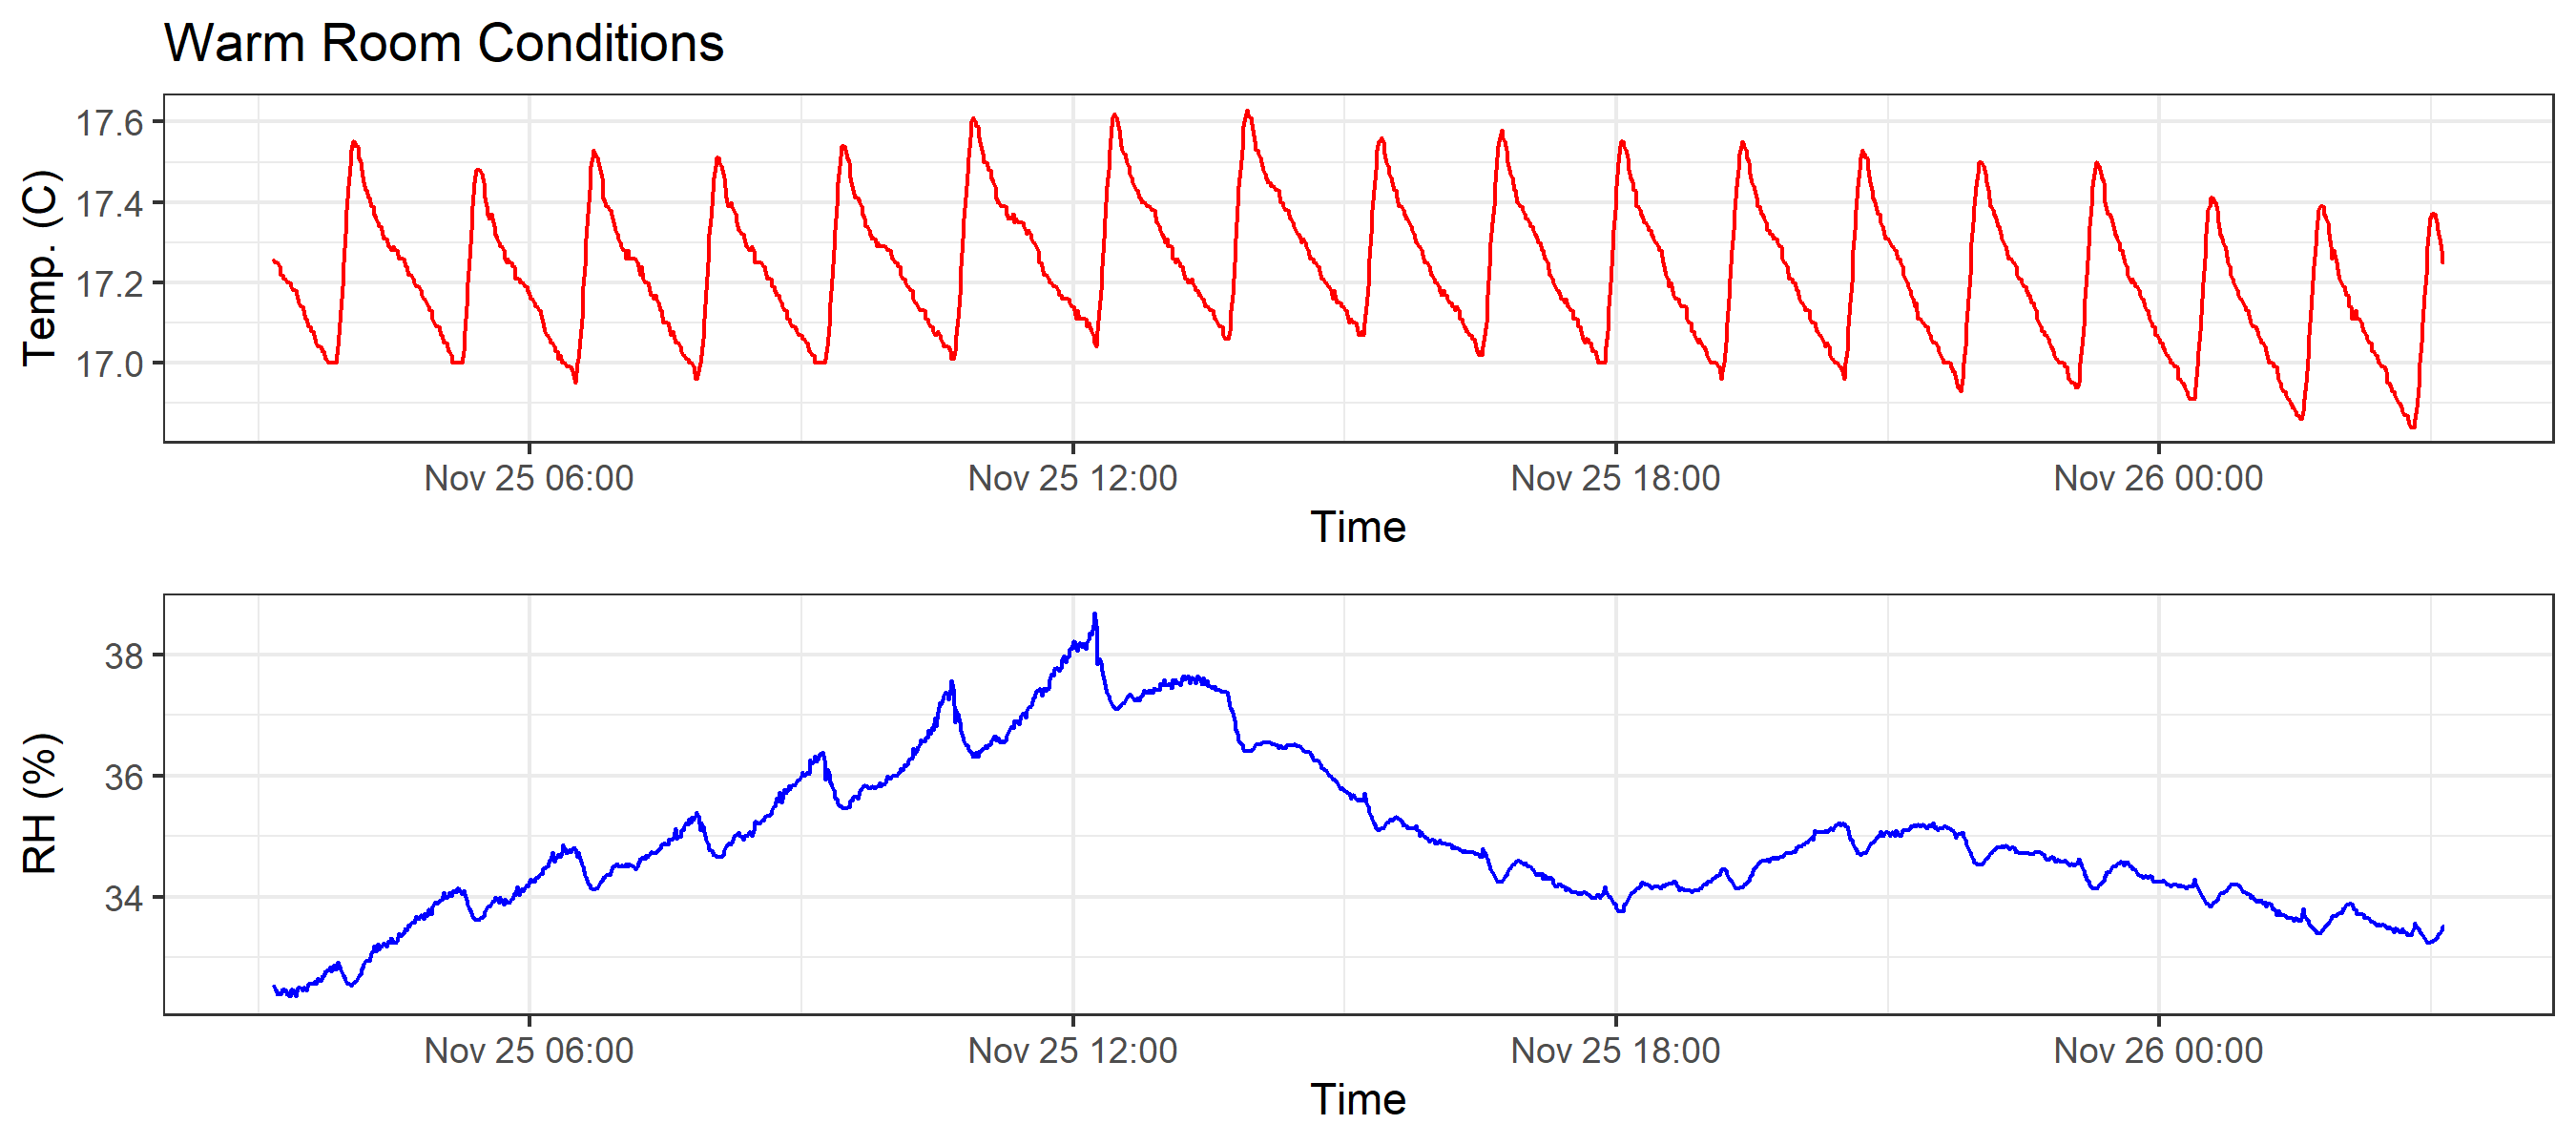 Warm Room Conditions
Temp. (C)
17.6
17.4
17.2
17.0
Nov 25 06:00 Nov 25 12:00 Nov 25 18:00 Nov 26 00:00
Time
RH (%)
38
36
34
Nov 25 06:00 Nov 25 12:00 Nov 25 18:00 Nov 26 00:00
Time